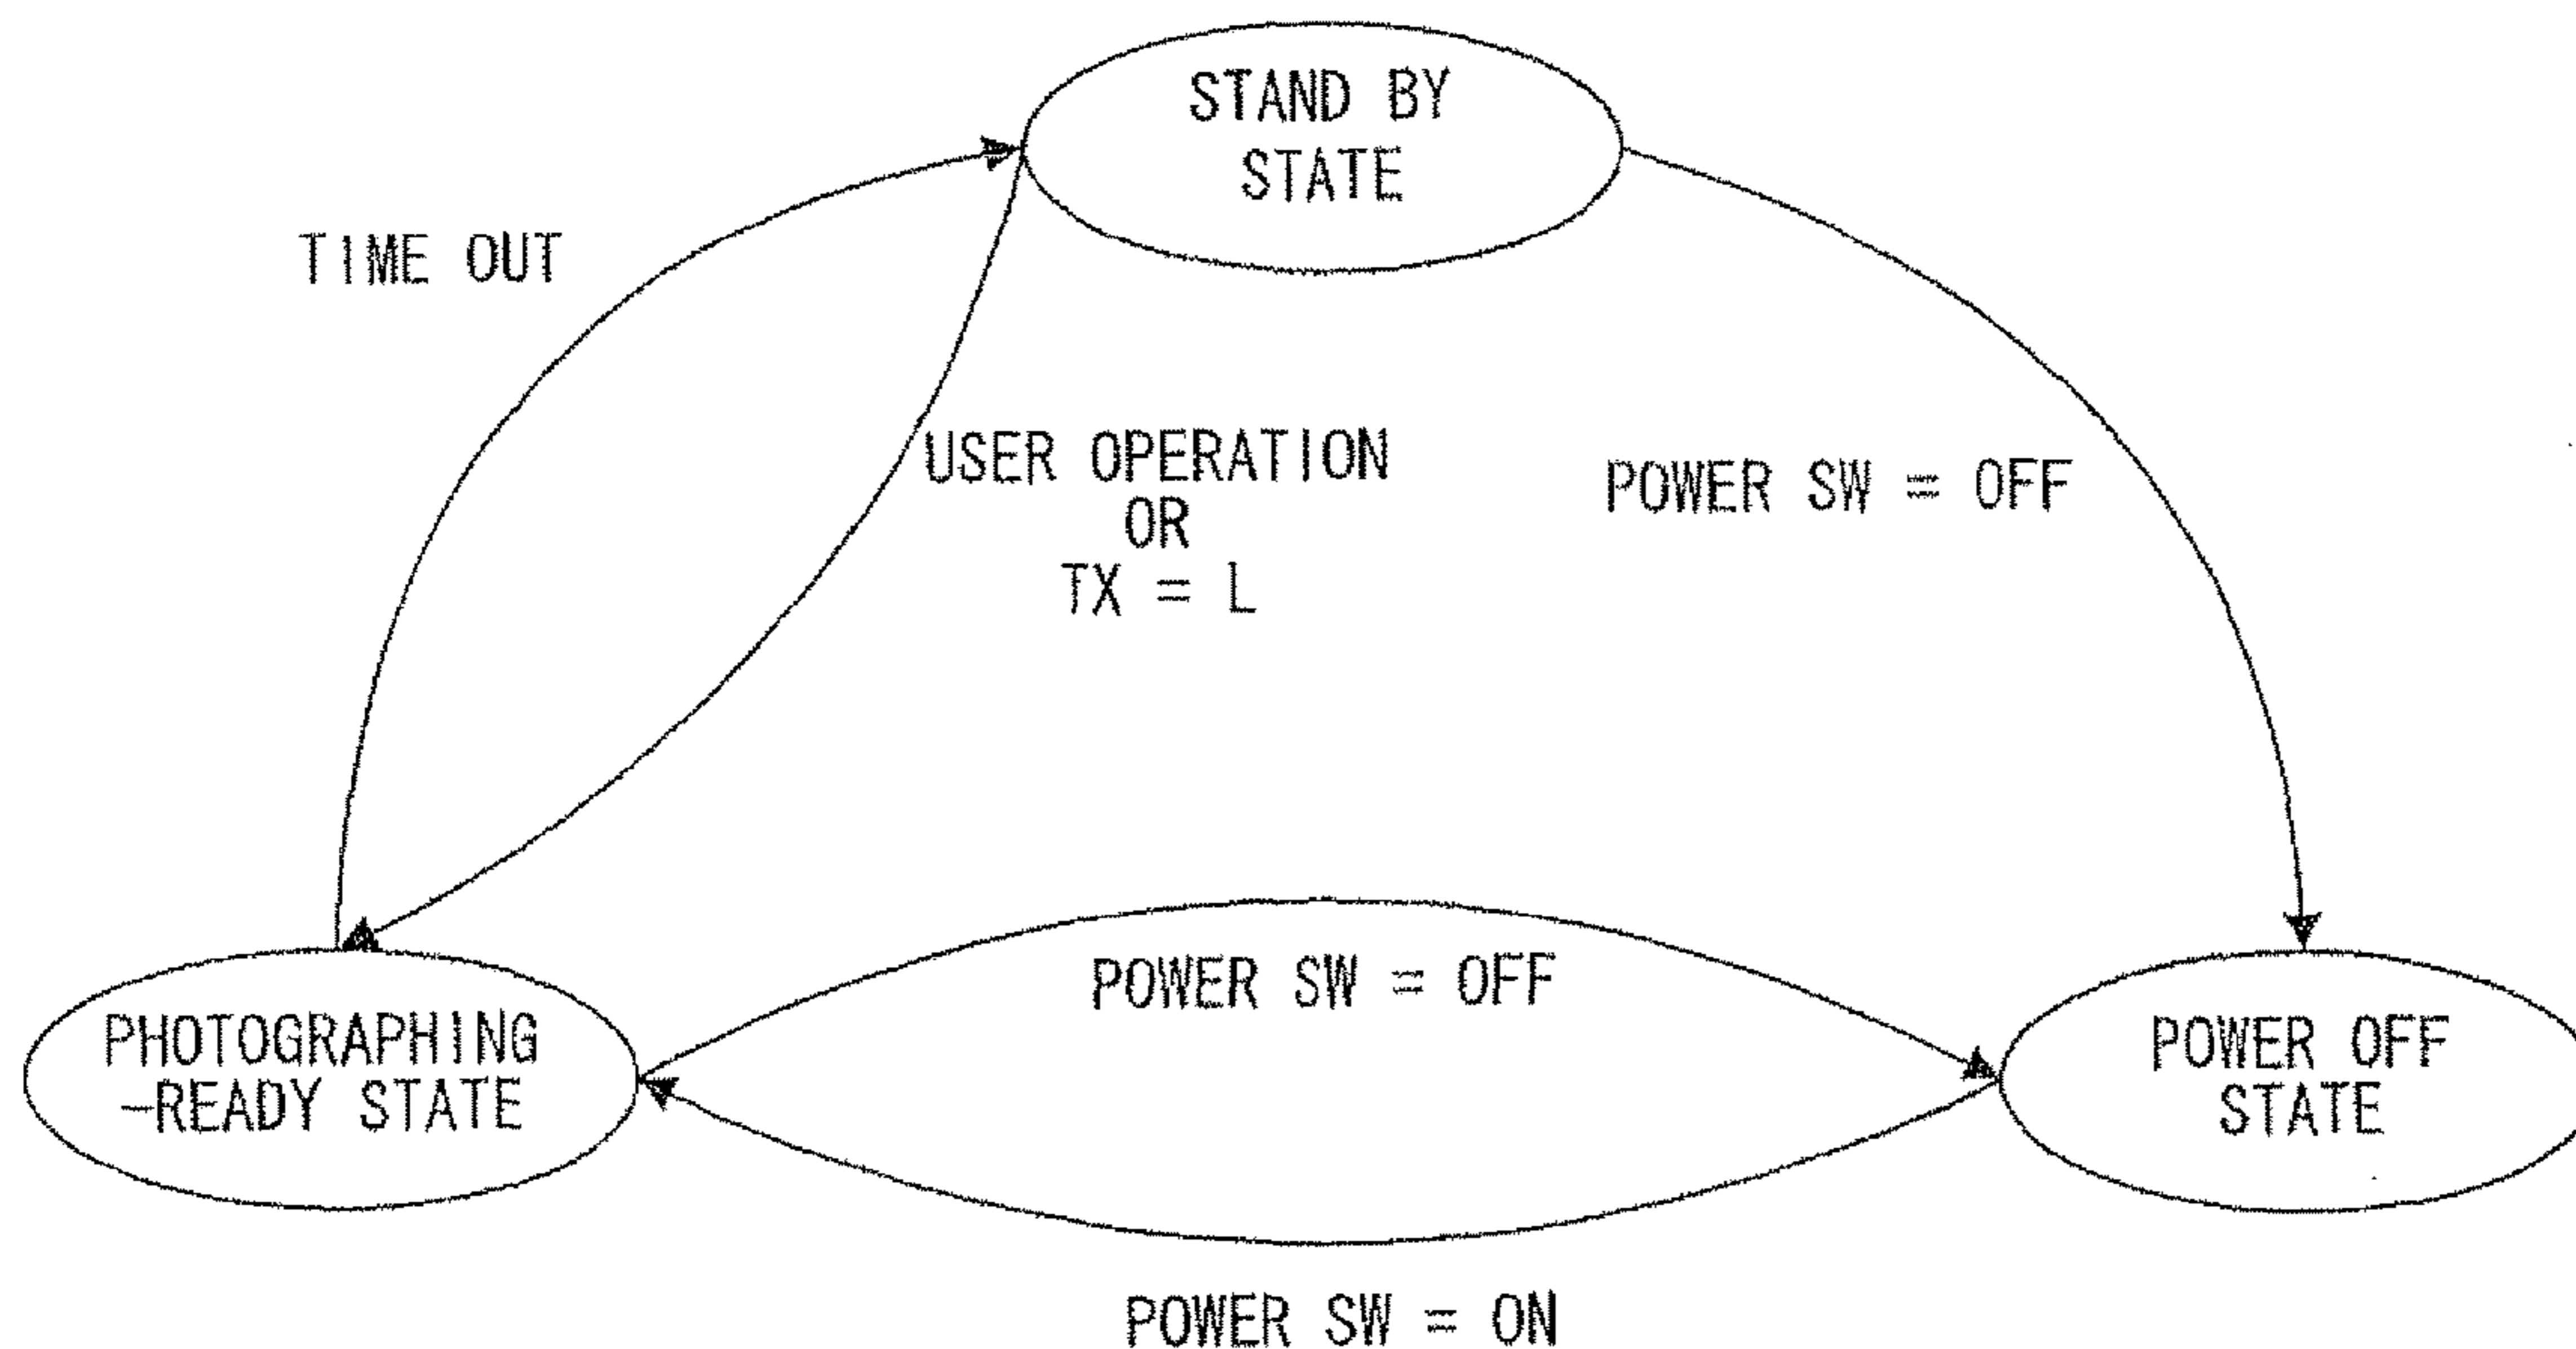 STAND BY
STATE
TIME OUT
USER OPERATION
OR
TX = L
POWER SW = OFF
POWER SW = OFF
PHOTOGRAPHING
-READY STATE
POWER OFF
STATE
POWER SW = ON